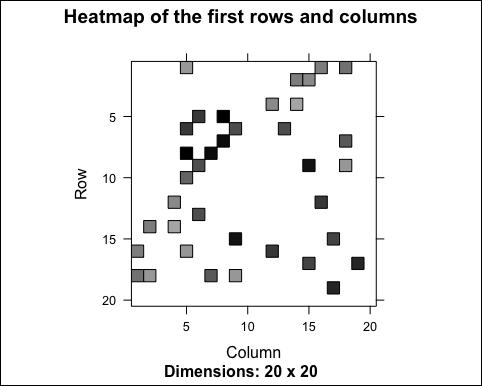 Heatmap of the first rows and columns
5
10
15
20
Row
5 10 15 20
Column
Dimensions: 20 x 20